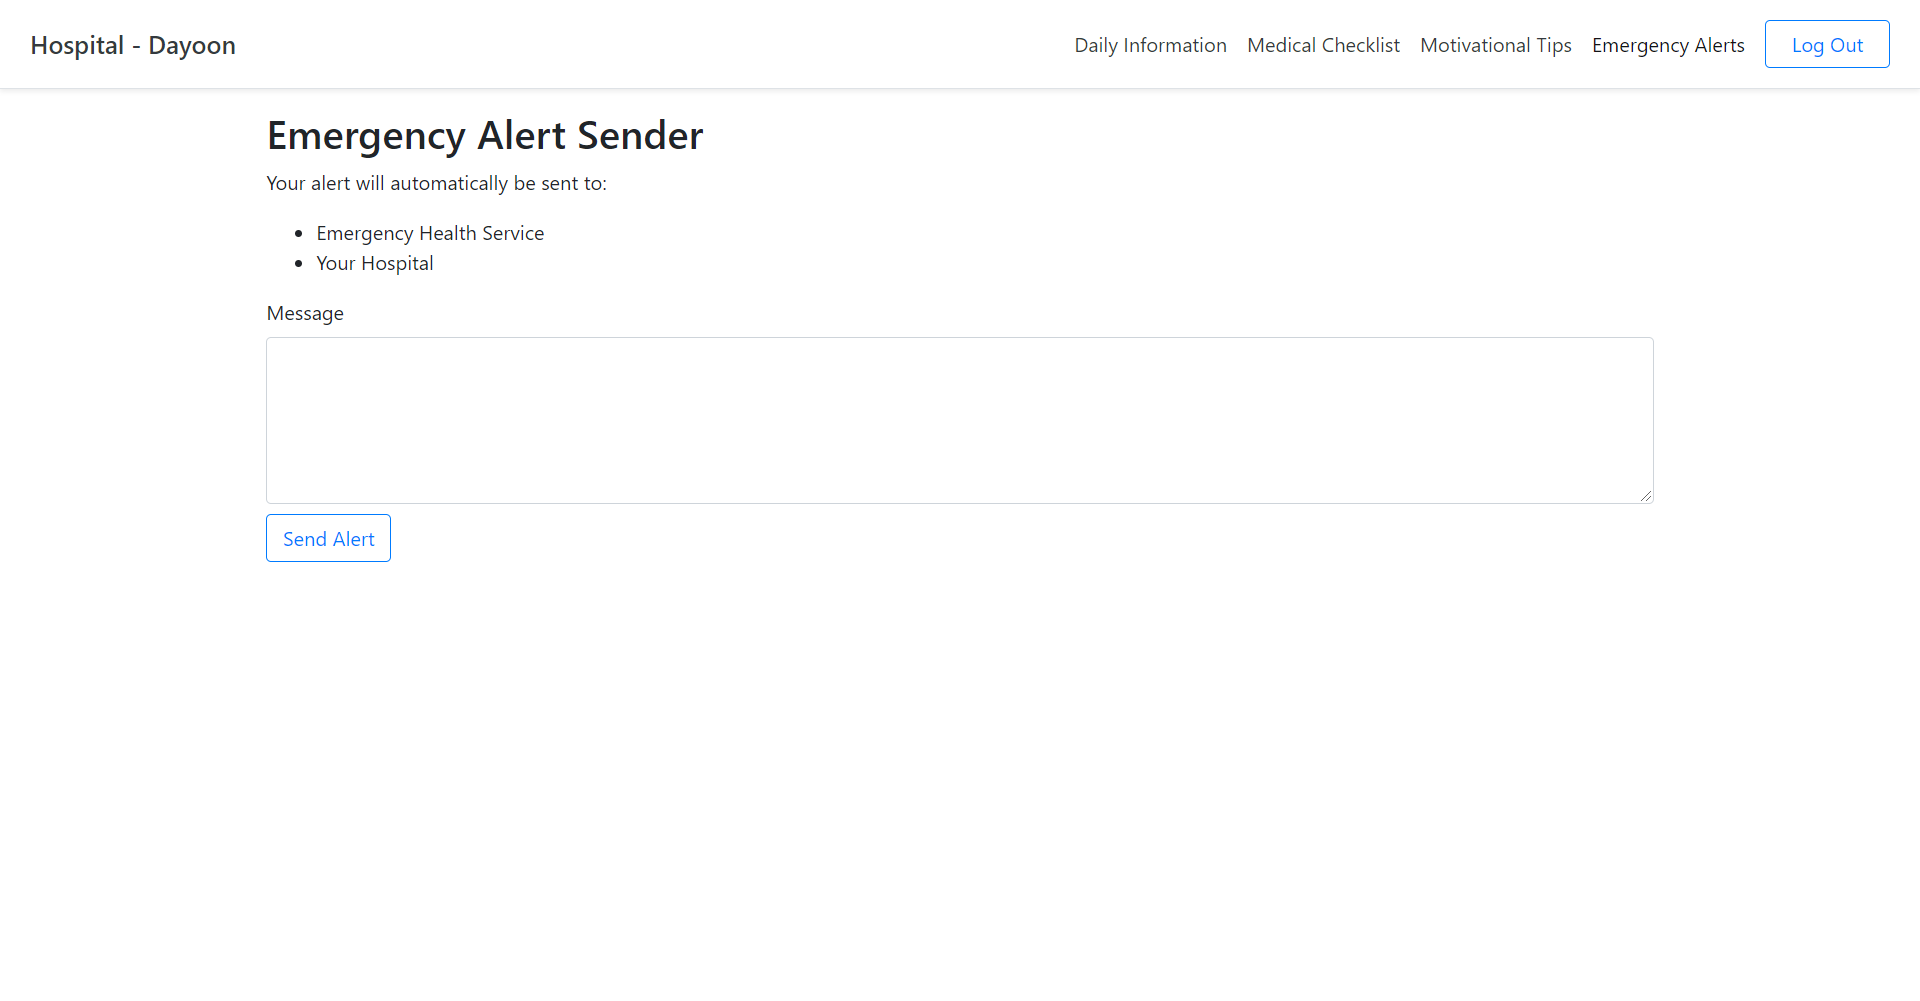 Hospital - Dayoon
Daily Information Medical Checklist Motivational Tips Emergency Alerts Log Out
Emergency Alert Sender
Your alert will automatically be sent to:
Emergency Health Service
Your Hospital
Message
Send Alert